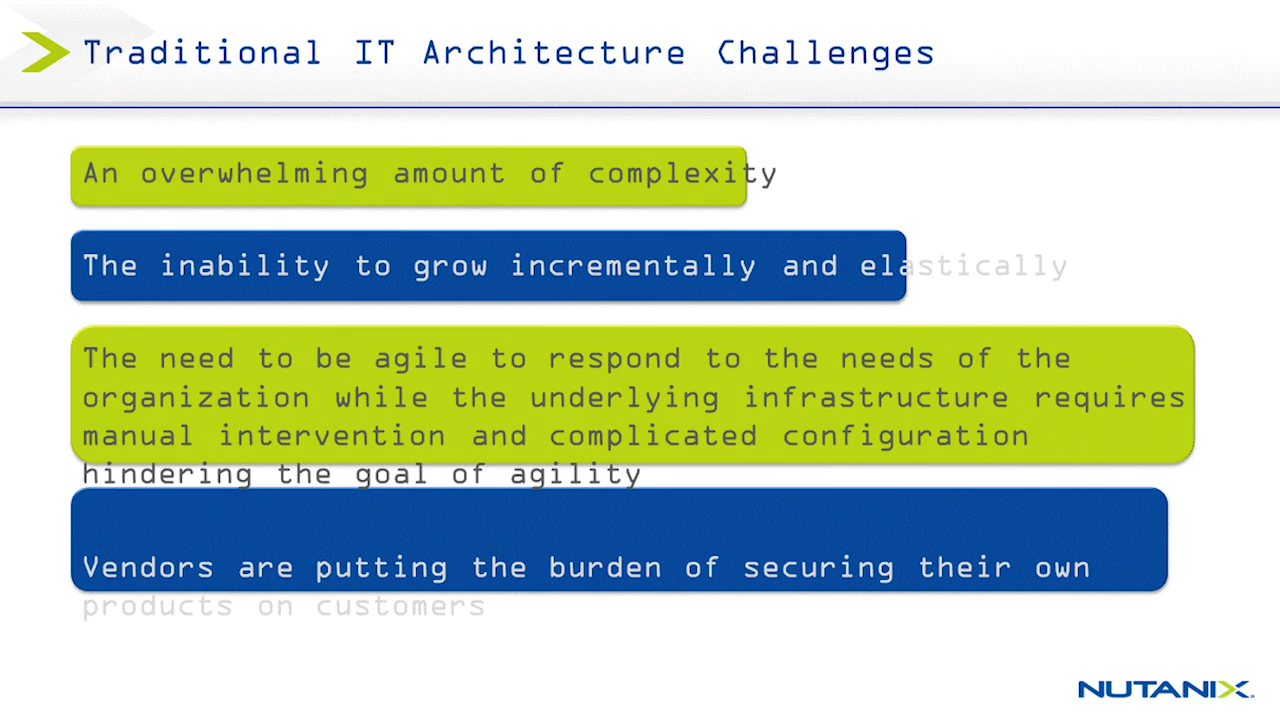 Traditional IT Architecture Challenges
An overwhelming amount of complexity
The inability to grow incrementally and elastically
The need to be agile to respond to the needs of the
organization while the underlying infrastructure requires
manual intervention and complicated configuration
hindering the goal of agility
Vendors are putting the burden of securing their own
products on customers
NUTANIX